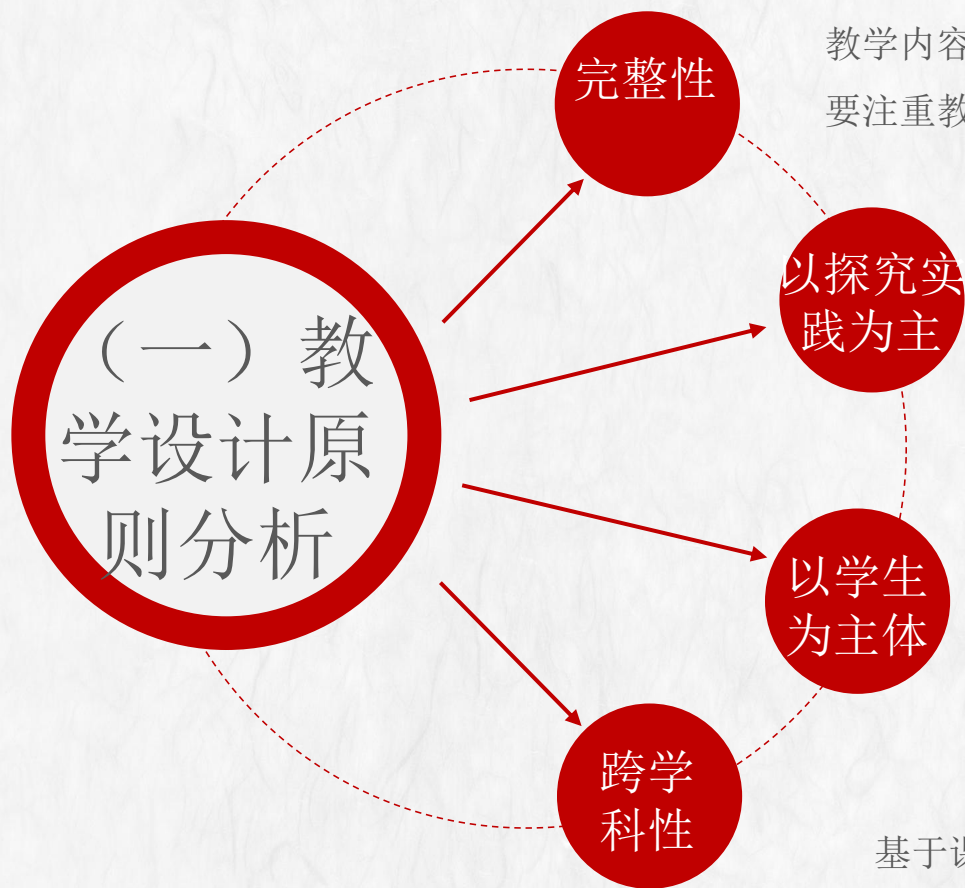 教学内容
完整性
要注重教
以探究实
践为主
（一）教
学设计原
则分析
以学生
为主体
跨学
科性
基于课